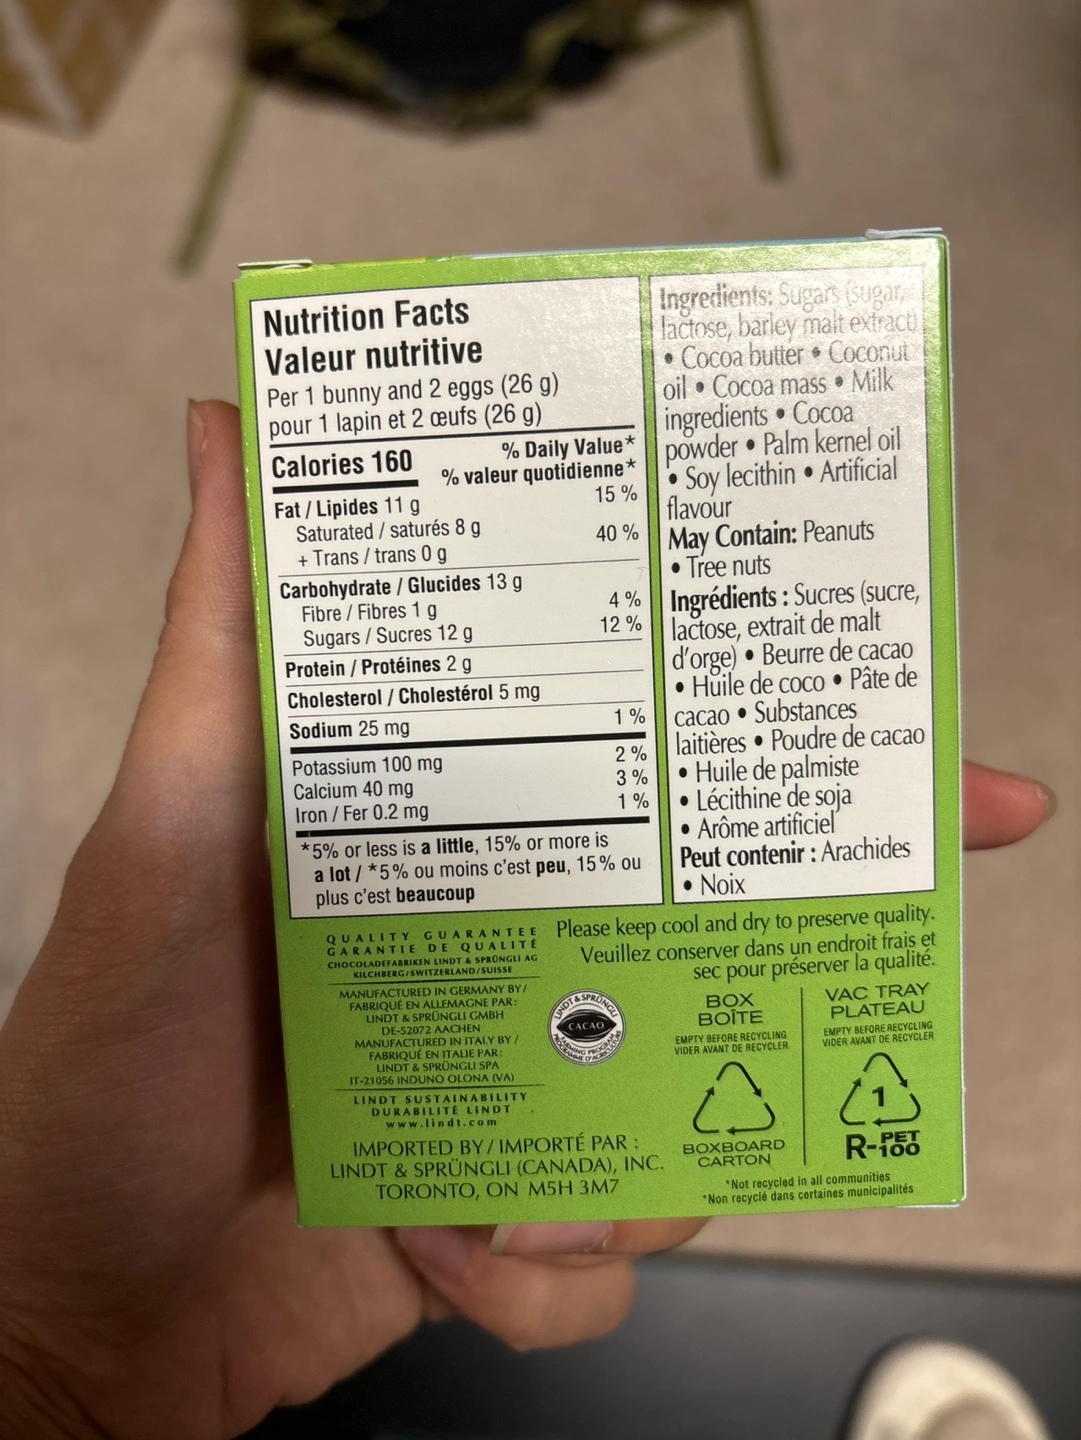 Nutrition Facts
Valeur nutritive
Per 1 bunny and 2 eggs (26 g)
pour 1 lapin et 2 œufs (26 g)
% Daily Value*
Calories 160
% valeur quotidienne*
Fat / Lipides 11 g 15 %
Saturated / saturés 8 g
+ Trans / trans 0 g 40 %
Carbohydrate / Glucides 13 g
Fibre / Fibres 1 g 4 %
Sugars / Sucres 12 g 12 %
Protein / Protéines 2 g
Cholesterol / Cholestérol 5 mg
Sodium 25 mg 1 %
Potassium 100 mg 2 %
Calcium 40 mg 3 %
Iron / Fer 0.2 mg 1 %
*5% or less is a little, 15% or more is
a lot / *5% ou moins c'est peu, 15% ou
plus c'est beaucoup
Ingredients: Sugars (sugar,
lactose, barley malt extract)
• Cocoa butter • Coconut
oil • Cocoa mass • Milk
ingredients • Cocoa
powder • Palm kernel oil
• Soy lecithin • Artificial
flavour
May Contain: Peanuts
• Tree nuts
Ingrédients : Sucres (sucre,
lactose, extrait de malt
d'orge) • Beurre de cacao
• Huile de coco • Pâte de
cacao • Substances
laitières • Poudre de cacao
• Huile de palmiste
• Lécithine de soja
• Arôme artificiel
Peut contenir : Arachides
• Noix
QUALITY GUARANTEE
GARANTIE DE QUALITÉ
CHOCOLADEFABRIKEN LINDT & SPRÜNGLI AG
KILCHBERG/SWITZERLAND/SUISSE
MANUFACTURED IN GERMANY BY /
FABRIQUÉ EN ALLEMAGNE PAR:
LINDT & SPRÜNGLI GMBH
DE-52072 AACHEN
MANUFACTURED IN ITALY BY /
FABRIQUÉ EN ITALIE PAR:
LINDT & SPRÜNGLI SPA
IT-21056 INDUNO OLONA (VA)
LINDT SUSTAINABILITY
DURABILITÉ LINDT
www.lindt.com
IMPORTED BY / IMPORTÉ PAR :
LINDT & SPRÜNGLI (CANADA), INC.
TORONTO, ON M5H 3M7
Please keep cool and dry to preserve quality.
Veuillez conserver dans un endroit frais et
sec pour préserver la qualité.
LINDT & SPRÜNGLI
CACAO
FARMING PROGRAM
PROGRAMME D'AGRICULTURE
BOX
BOÎTE
EMPTY BEFORE RECYCLING
VIDER AVANT DE RECYCLER
BOXBOARD
CARTON
VAC TRAY
PLATEAU
EMPTY BEFORE RECYCLING
VIDER AVANT DE RECYCLER
1
R-PET
100
*Not recycled in all communities
*Non recyclé dans certaines municipalités